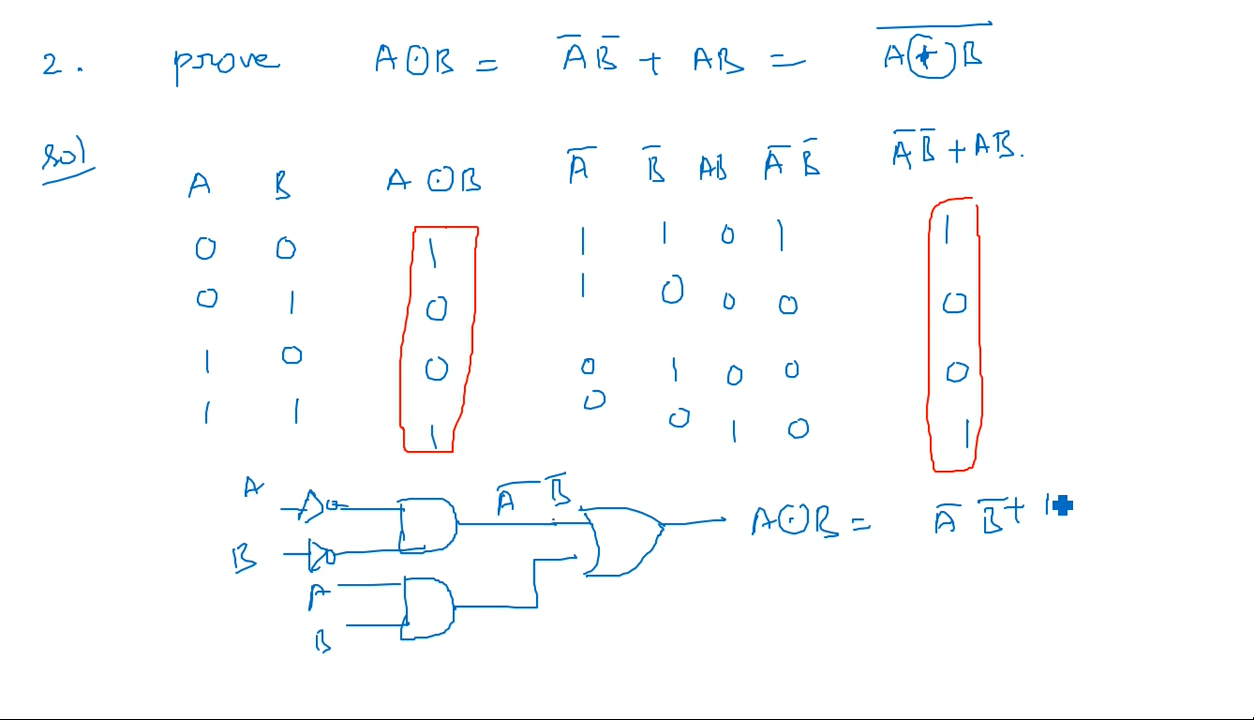 2. prove A⊙B = A̅ B̅ + AB = \overline{A⊕B}
sol
A B A⊙B A̅ B̅ AB A̅ B̅ A̅ B̅ + AB.
0 0 1 1 1 0 1 1
0 1 0 1 0 0 0 0
1 0 0 0 1 0 0 0
1 1 1 0 0 1 0 1
A A̅ B̅
A⊙B = A̅ B̅ +
B
A
B